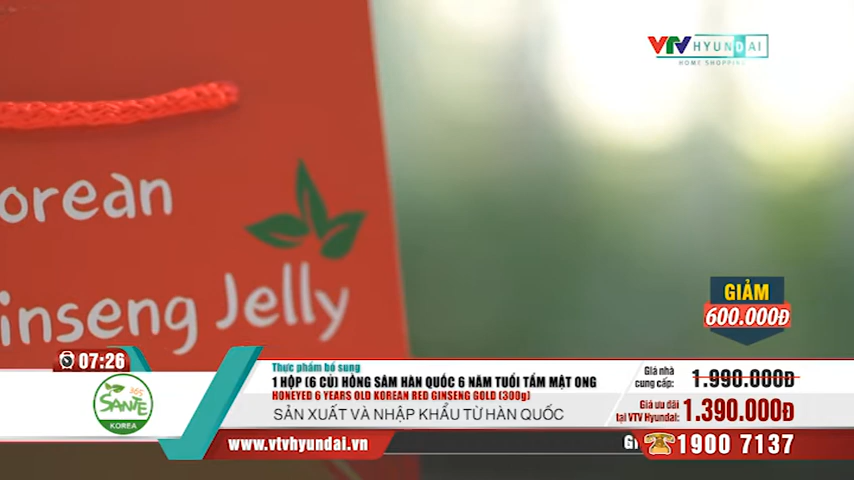 VTV HYUNDAI
HOME SHOPPING
orean
inseng Jelly
GIẢM
600.000Đ
07:26
365
SANTE
KOREA
Thực phẩm bổ sung
1 HỘP (6 CỦ) HỒNG SÂM HÀN QUỐC 6 NĂM TUỔI TẨM MẬT ONG
HONEYED 6 YEARS OLD KOREAN RED GINSENG GOLD (300g)
SẢN XUẤT VÀ NHẬP KHẨU TỪ HÀN QUỐC
Giá nhà
cung cấp:
1.990.000Đ
Giá ưu đãi
tại VTV Hyundai:
1.390.000Đ
www.vtvhyundai.vn
1900 7137